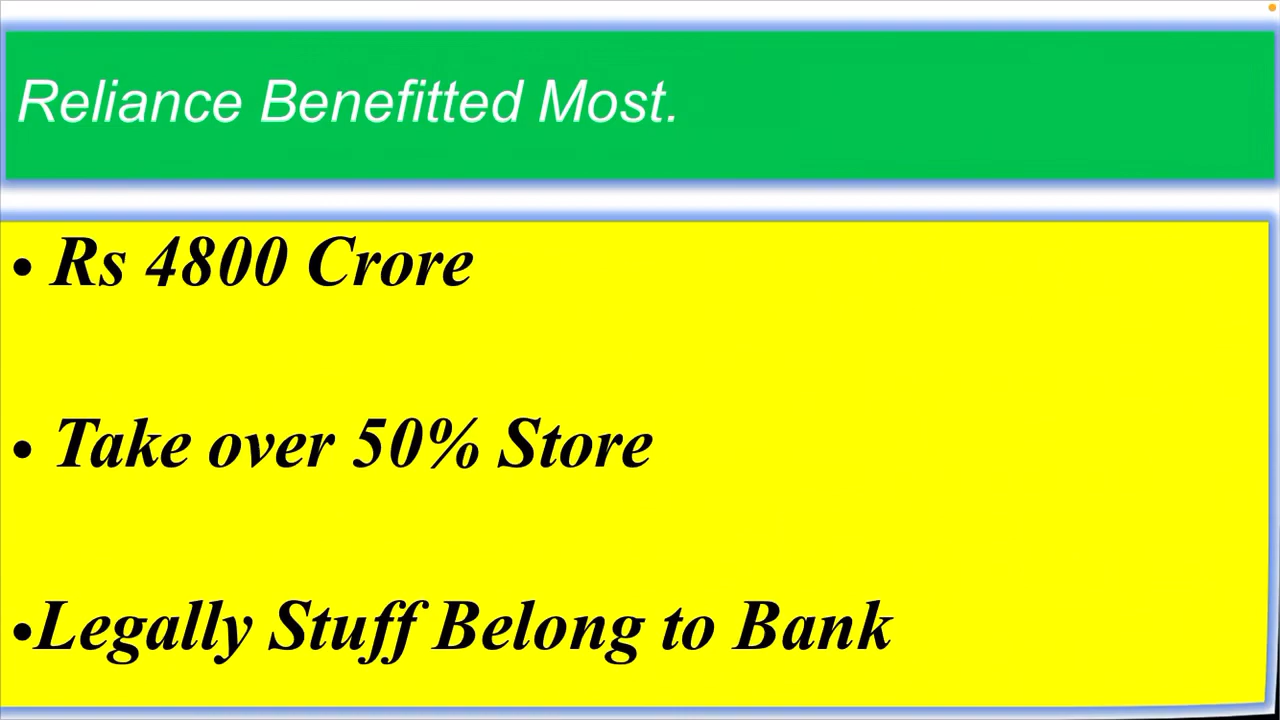 Reliance Benefitted Most.
• Rs 4800 Crore
• Take over 50% Store
•Legally Stuff Belong to Bank